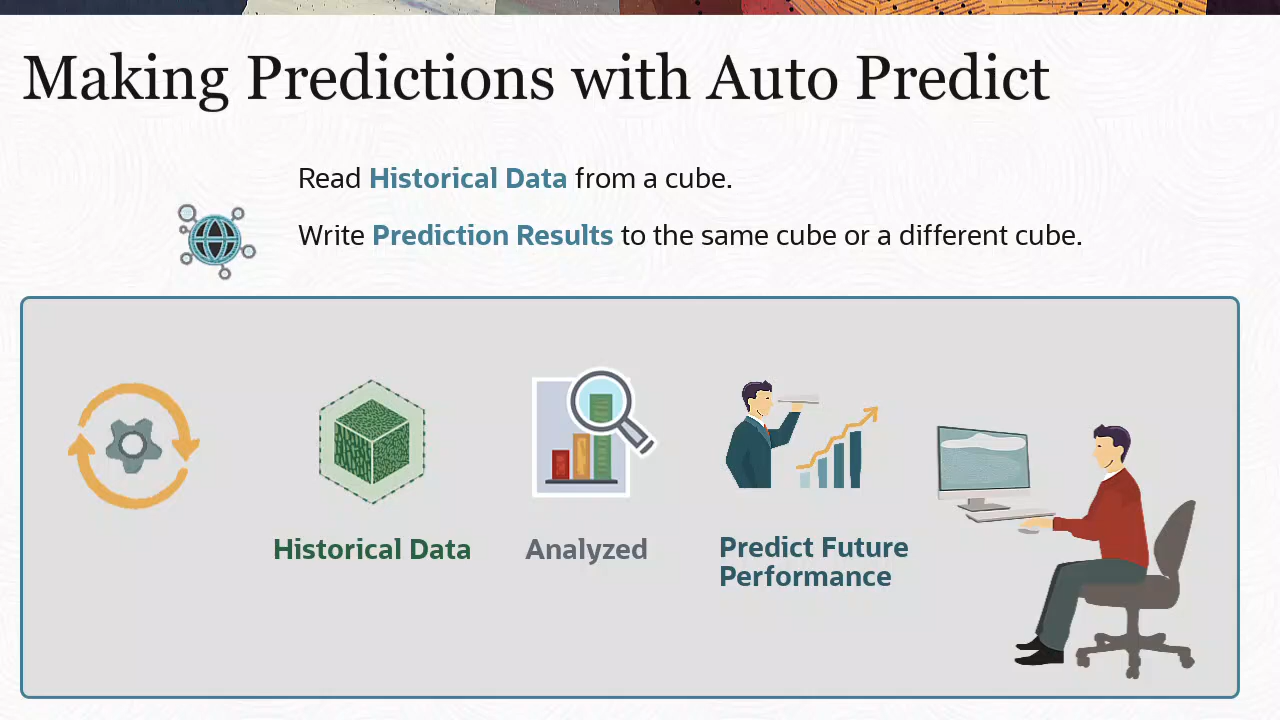 Making Predictions with Auto Predict
Read Historical Data from a cube.
Write Prediction Results to the same cube or a different cube.
Historical Data
Analyzed
Predict Future
Performance